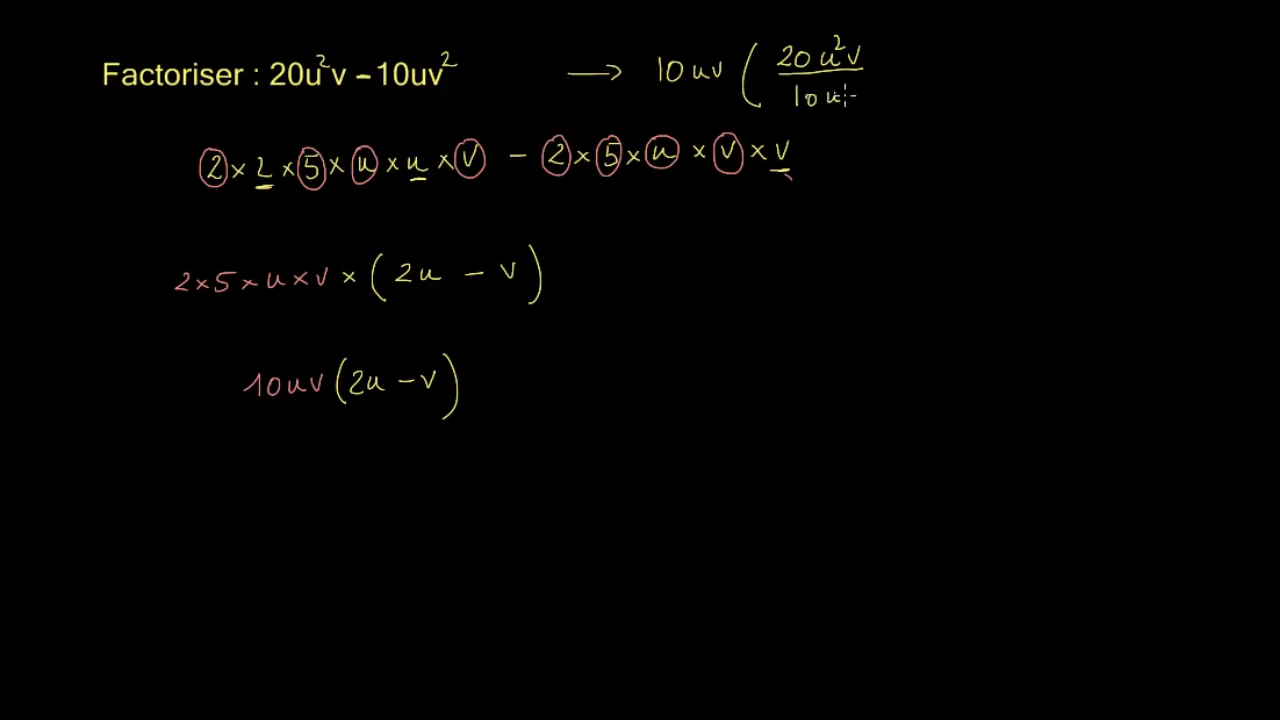 Factoriser : 20u²v – 10uv² → 10uv ( 20u²v / 10u
2 × 2 × 5 × u × u × v – 2 × 5 × u × v × v
2 × 5 × u × v × ( 2u – v )
10uv ( 2u – v )